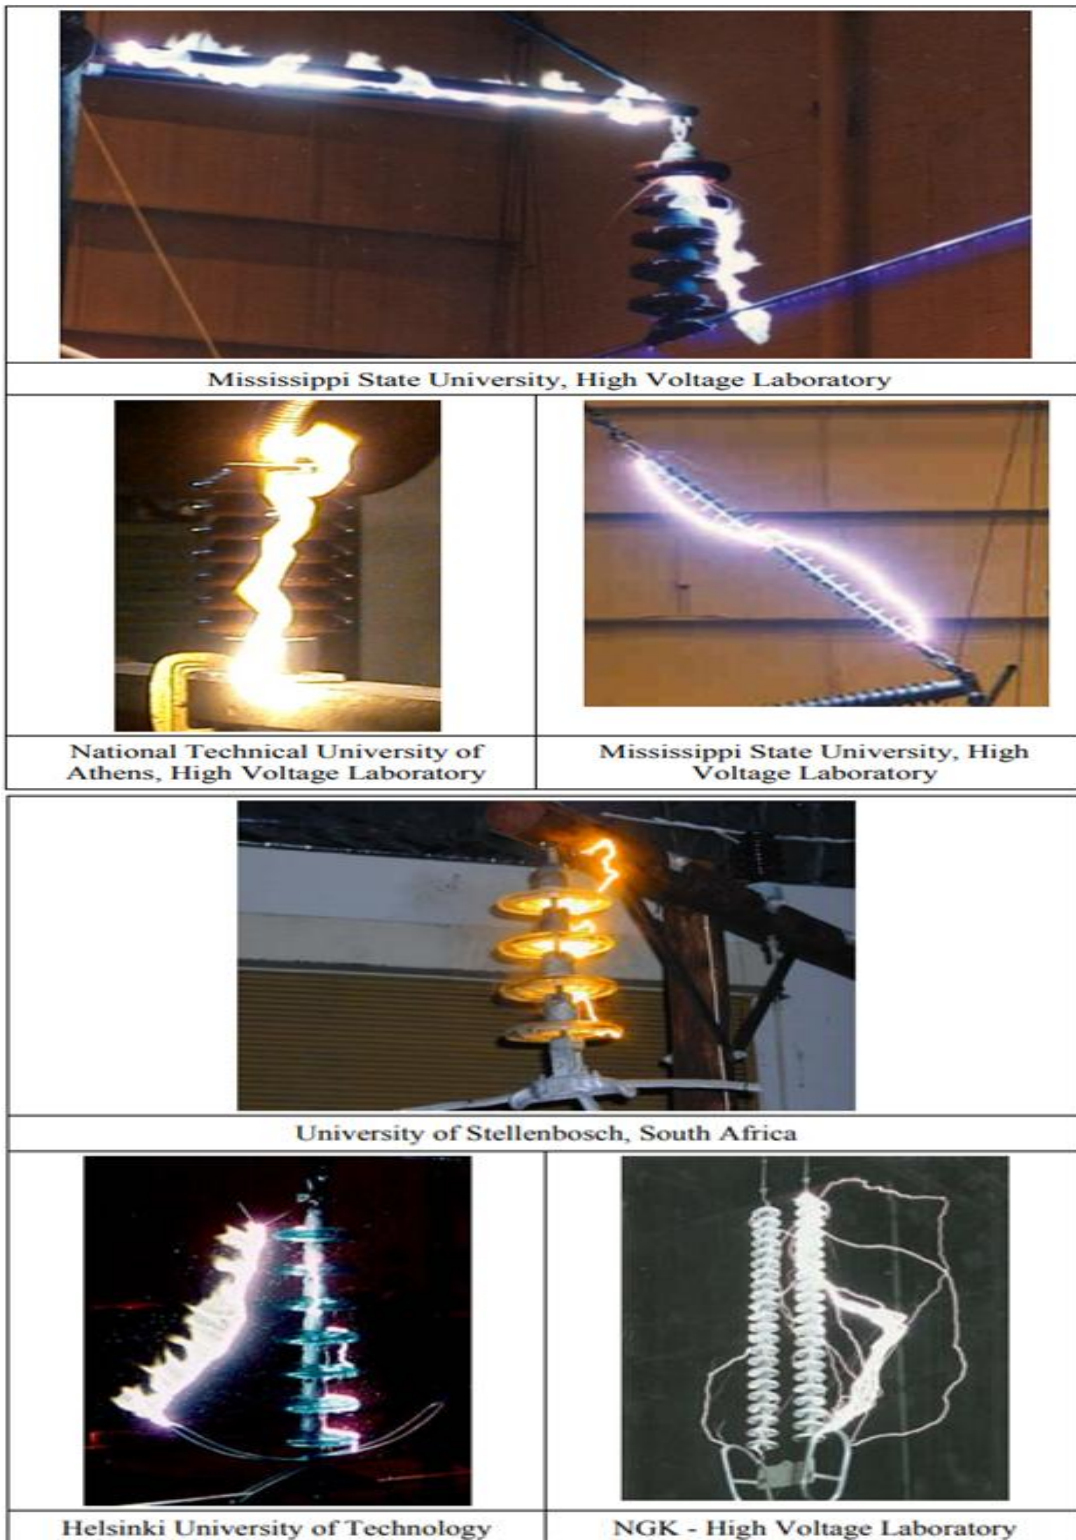 Mississippi State University, High Voltage Laboratory
National Technical University of
Athens, High Voltage Laboratory
Mississippi State University, High
Voltage Laboratory
University of Stellenbosch, South Africa
Helsinki University of Technology
NGK - High Voltage Laboratory